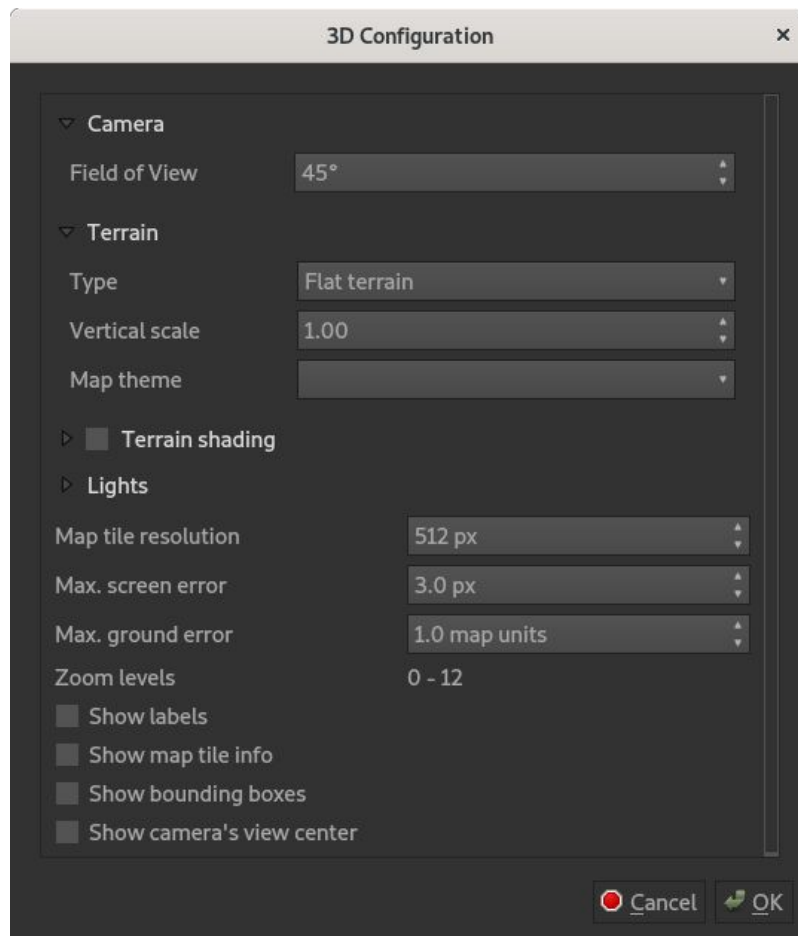 3D Configuration
Camera
Field of View 45°
Terrain
Type Flat terrain
Vertical scale 1.00
Map theme
Terrain shading
Lights
Map tile resolution 512 px
Max. screen error 3.0 px
Max. ground error 1.0 map units
Zoom levels 0 - 12
Show labels
Show map tile info
Show bounding boxes
Show camera's view center
Cancel OK